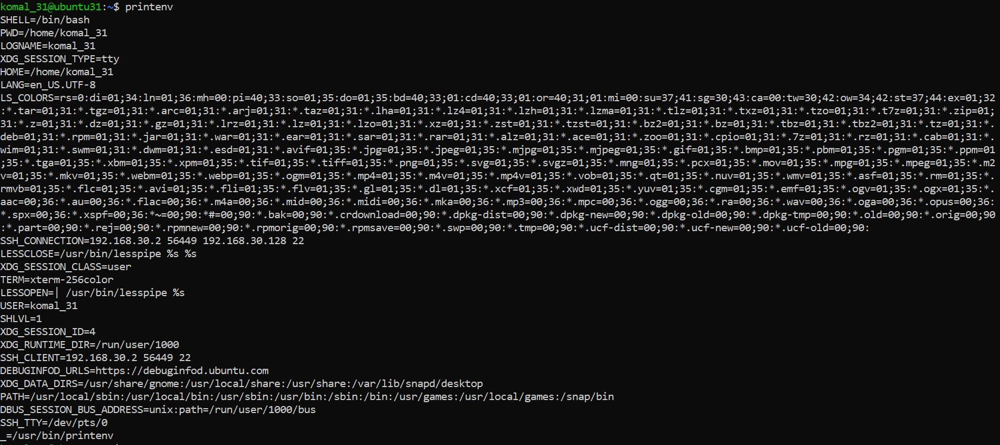 komal_31@ubuntu31:~$ printenv
SHELL=/bin/bash
PWD=/home/komal_31
LOGNAME=komal_31
XDG_SESSION_TYPE=tty
HOME=/home/komal_31
LANG=en_US.UTF-8
LS_COLORS=rs=0:di=01;34:ln=01;36:mh=00:pi=40;33:so=01;35:do=01;35:bd=40;33;01:cd=40;33;01:or=40;31;01:mi=00:su=37;41:sg=30;43:ca=00:tw=30;42:ow=34;42:st=37;44:ex=01;32
:*.tar=01;31:*.tgz=01;31:*.arc=01;31:*.arj=01;31:*.taz=01;31:*.lha=01;31:*.lz4=01;31:*.lzh=01;31:*.lzma=01;31:*.tlz=01;31:*.txz=01;31:*.tzo=01;31:*.t7z=01;31:*.zip=01;
31:*.z=01;31:*.dz=01;31:*.gz=01;31:*.lrz=01;31:*.lz=01;31:*.lzo=01;31:*.xz=01;31:*.zst=01;31:*.tzst=01;31:*.bz2=01;31:*.bz=01;31:*.tbz=01;31:*.tbz2=01;31:*.tz=01;31:*.
deb=01;31:*.rpm=01;31:*.jar=01;31:*.war=01;31:*.ear=01;31:*.sar=01;31:*.rar=01;31:*.alz=01;31:*.ace=01;31:*.zoo=01;31:*.cpio=01;31:*.7z=01;31:*.rz=01;31:*.cab=01;31:*.
wim=01;31:*.swm=01;31:*.dwm=01;31:*.esd=01;31:*.avif=01;35:*.jpg=01;35:*.jpeg=01;35:*.mjpg=01;35:*.mjpeg=01;35:*.gif=01;35:*.bmp=01;35:*.pbm=01;35:*.pgm=01;35:*.ppm=01
;35:*.tga=01;35:*.xbm=01;35:*.xpm=01;35:*.tif=01;35:*.tiff=01;35:*.png=01;35:*.svg=01;35:*.svgz=01;35:*.mng=01;35:*.pcx=01;35:*.mov=01;35:*.mpg=01;35:*.mpeg=01;35:*.m2
v=01;35:*.mkv=01;35:*.webm=01;35:*.webp=01;35:*.ogm=01;35:*.mp4=01;35:*.m4v=01;35:*.mp4v=01;35:*.vob=01;35:*.qt=01;35:*.nuv=01;35:*.wmv=01;35:*.asf=01;35:*.rm=01;35:*.
rmvb=01;35:*.flc=01;35:*.avi=01;35:*.fli=01;35:*.flv=01;35:*.gl=01;35:*.dl=01;35:*.xcf=01;35:*.xwd=01;35:*.yuv=01;35:*.cgm=01;35:*.emf=01;35:*.ogv=01;35:*.ogx=01;35:*.
aac=00;36:*.au=00;36:*.flac=00;36:*.m4a=00;36:*.mid=00;36:*.midi=00;36:*.mka=00;36:*.mp3=00;36:*.mpc=00;36:*.ogg=00;36:*.ra=00;36:*.wav=00;36:*.oga=00;36:*.opus=00;36:
*.spx=00;36:*.xspf=00;36:*~=00;90:*#=00;90:*.bak=00;90:*.crdownload=00;90:*.dpkg-dist=00;90:*.dpkg-new=00;90:*.dpkg-old=00;90:*.dpkg-tmp=00;90:*.old=00;90:*.orig=00;90
:*.part=00;90:*.rej=00;90:*.rpmnew=00;90:*.rpmorig=00;90:*.rpmsave=00;90:*.swp=00;90:*.tmp=00;90:*.ucf-dist=00;90:*.ucf-new=00;90:*.ucf-old=00;90:
SSH_CONNECTION=192.168.30.2 56449 192.168.30.128 22
LESSCLOSE=/usr/bin/lesspipe %s %s
XDG_SESSION_CLASS=user
TERM=xterm-256color
LESSOPEN=| /usr/bin/lesspipe %s
USER=komal_31
SHLVL=1
XDG_SESSION_ID=4
XDG_RUNTIME_DIR=/run/user/1000
SSH_CLIENT=192.168.30.2 56449 22
DEBUGINFOD_URLS=https://debuginfod.ubuntu.com
XDG_DATA_DIRS=/usr/share/gnome:/usr/local/share:/usr/share:/var/lib/snapd/desktop
PATH=/usr/local/sbin:/usr/local/bin:/usr/sbin:/usr/bin:/sbin:/bin:/usr/games:/usr/local/games:/snap/bin
DBUS_SESSION_BUS_ADDRESS=unix:path=/run/user/1000/bus
SSH_TTY=/dev/pts/0
_=/usr/bin/printenv